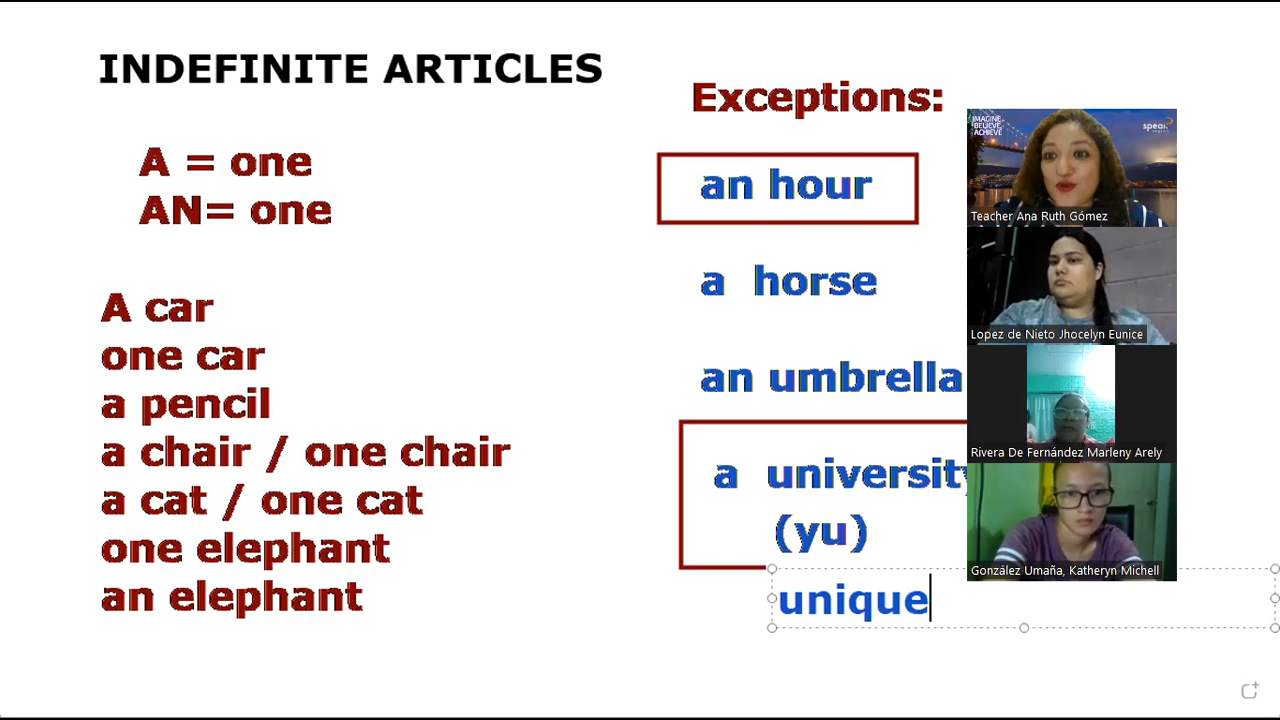 INDEFINITE ARTICLES
A = one
AN= one
A car
one car
a pencil
a chair / one chair
a cat / one cat
one elephant
an elephant
Exceptions:
an hour
a horse
an umbrella
a university
(yu)
unique
IMAGINE
BELIEVE
ACHIEVE
speak
Teacher Ana Ruth Gómez
Lopez de Nieto Jhocelyn Eunice
Rivera De Fernández Marleny Arely
González Umaña, Katheryn Michell